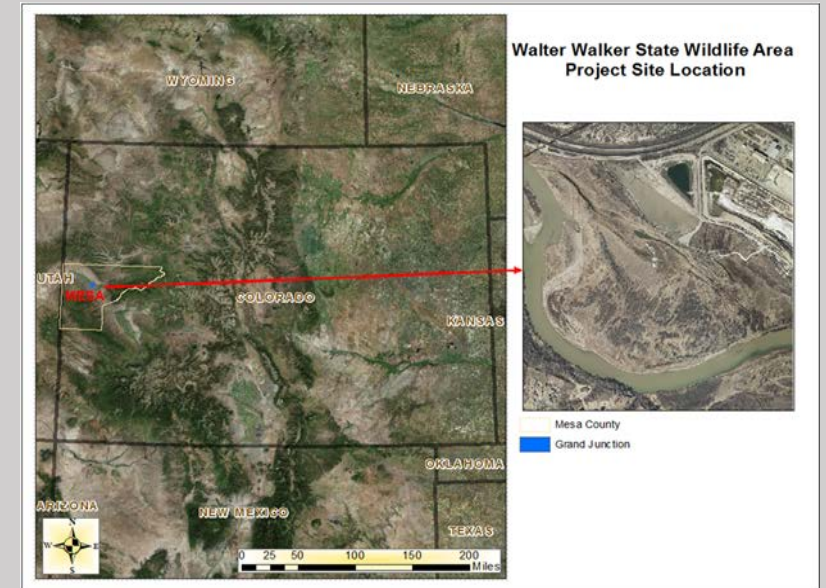 Walter Walker State Wildlife Area
Project Site Location
WYOMING
NEBRASKA
UTAH
MESA
COLORADO
KANSAS
OKLAHOMA
ARIZONA
NEW MEXICO
TEXAS
N
W E
S
0 25 50 100 150 200
Miles
Mesa County
Grand Junction